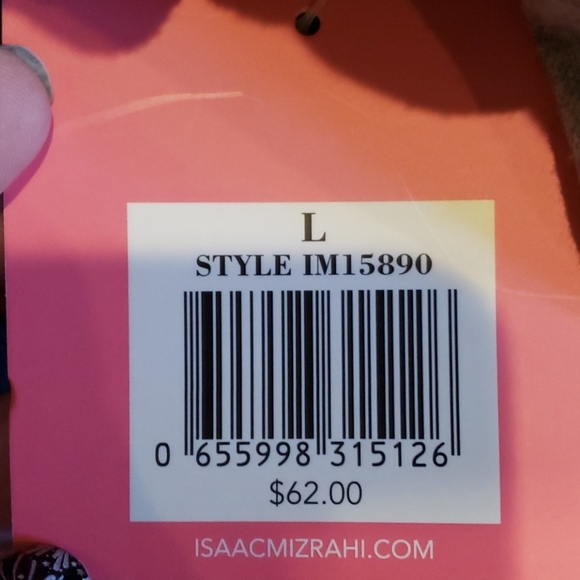 L
STYLE IM15890
0 655998 315126
$62.00
ISAACMIZRAHI.COM